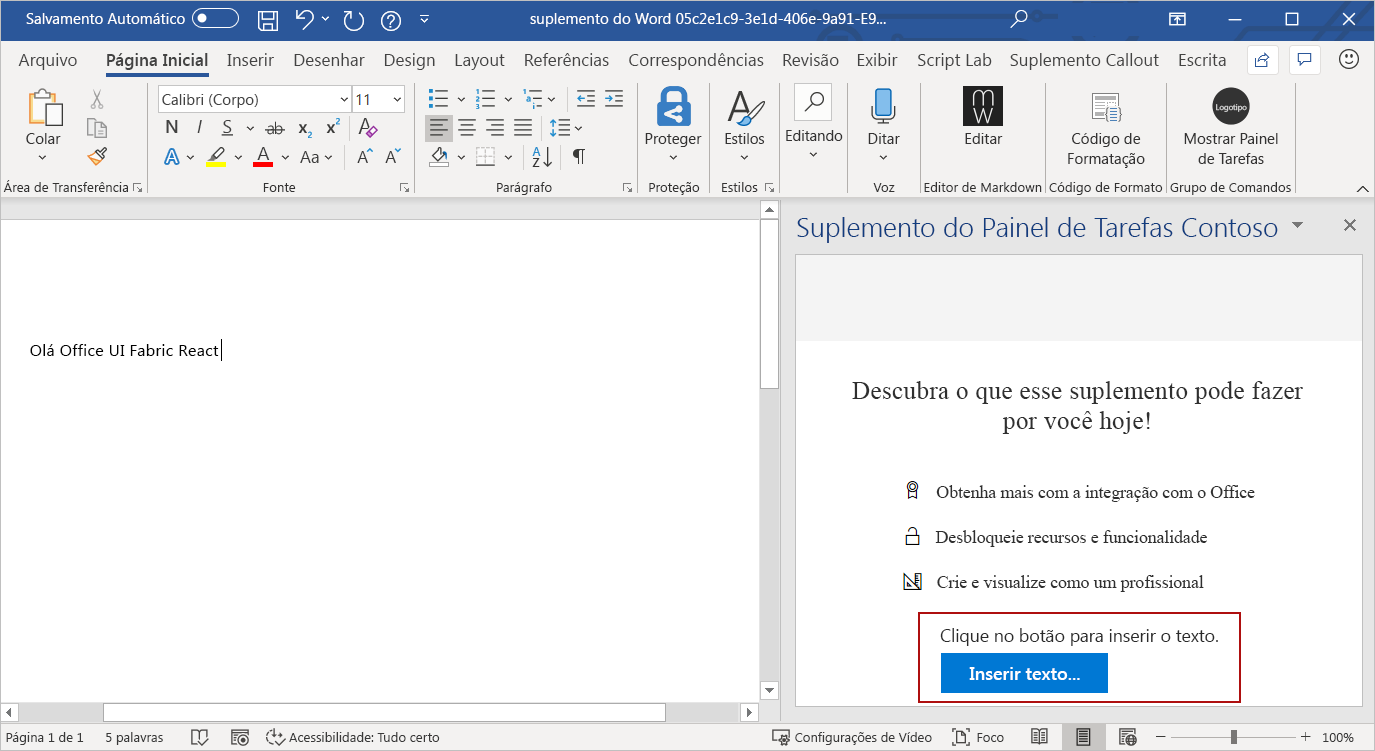 Salvamento Automático
suplemento do Word 05c2e1c9-3e1d-406e-9a91-E9...
Arquivo Página Inicial Inserir Desenhar Design Layout Referências Correspondências Revisão Exibir Script Lab Suplemento Callout Escrita
Calibri (Corpo) 11
Colar
N I S ab x2 x2 A
A A Aa A A
A Z
Proteger
Estilos
Editando
Ditar
Editar
Código de
Formatação
Logotipo
Mostrar Painel
de Tarefas
Área de Transferência Fonte Parágrafo Proteção Estilos Voz Editor de Markdown Código de Formato Grupo de Comandos
Olá Office UI Fabric React
Suplemento do Painel de Tarefas Contoso
Descubra o que esse suplemento pode fazer
por você hoje!
Obtenha mais com a integração com o Office
Desbloqueie recursos e funcionalidade
Crie e visualize como um profissional
Clique no botão para inserir o texto.
Inserir texto...
Página 1 de 1 5 palavras Acessibilidade: Tudo certo Configurações de Vídeo Foco 100%